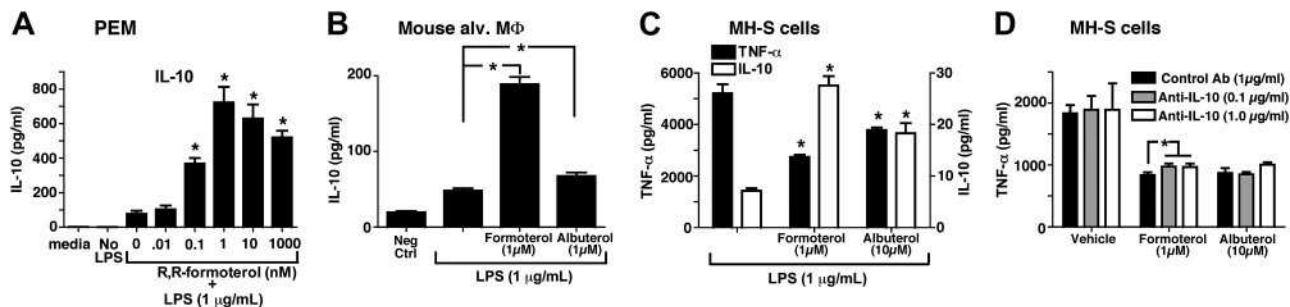 A PEM
IL-10
IL-10 (pg/ml)
800
600
400
200
0
* * * * *
media No LPS 0 .01 0.1 1 10 1000
R,R-formoterol (nM)
+
LPS (1 µg/mL)
B Mouse alv. MΦ
IL-10 (pg/ml)
200
100
0
* *
Neg Ctrl
Formoterol (1µM)
Albuterol (1µM)
LPS (1 µg/mL)
C MH-S cells
TNF-α
IL-10
TNF-α (pg/ml)
6000
4000
2000
0
* * * *
30
20
10
0
IL-10 (pg/ml)
Formoterol (1µM)
Albuterol (10µM)
LPS (1 µg/mL)
D MH-S cells
Control Ab (1µg/ml)
Anti-IL-10 (0.1 µg/ml)
Anti-IL-10 (1.0 µg/ml)
TNF-α (pg/ml)
2000
1000
0
*
Vehicle
Formoterol (1µM)
Albuterol (10µM)